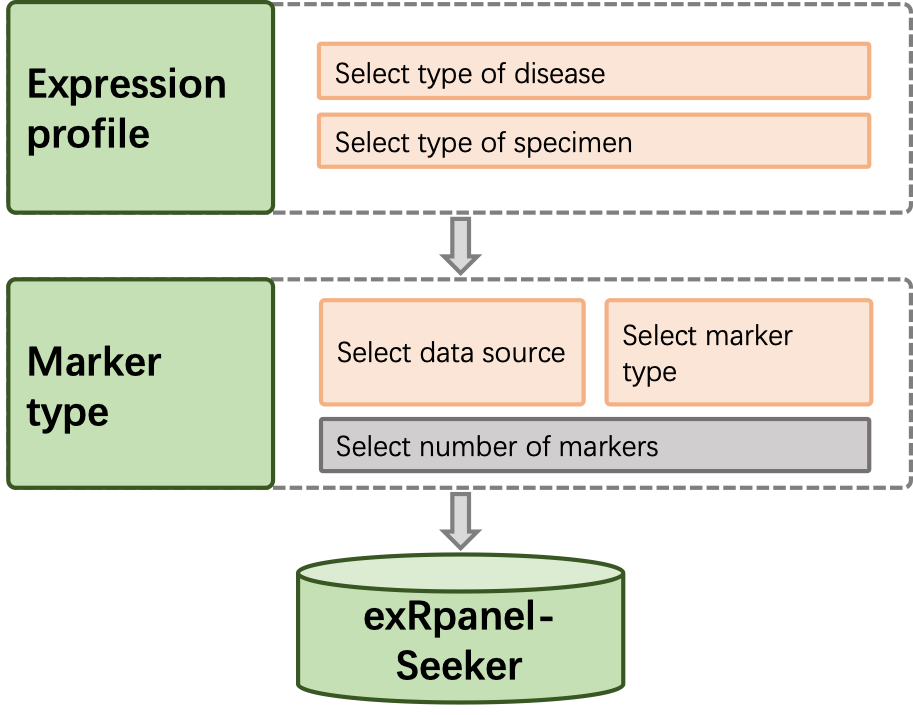 Expression
profile
Select type of disease
Select type of specimen
Marker
type
Select data source
Select marker
type
Select number of markers
exRpanel-
Seeker